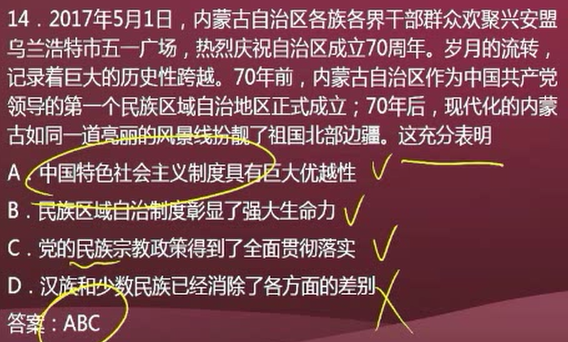 14．2017年5月1日，内蒙古自治区各族各界干部群众欢聚兴安盟
乌兰浩特市五一广场，热烈庆祝自治区成立70周年。岁月的流转，
记录着巨大的历史性跨越。70年前，内蒙古自治区作为中国共产党
领导的第一个民族区域自治地区正式成立；70年后，现代化的内蒙
古如同一道亮丽的风景线扮靓了祖国北部边疆。这充分表明
A．中国特色社会主义制度具有巨大优越性
B．民族区域自治制度彰显了强大生命力
C．党的民族宗教政策得到了全面贯彻落实
D．汉族和少数民族已经消除了各方面的差别
答案：ABC